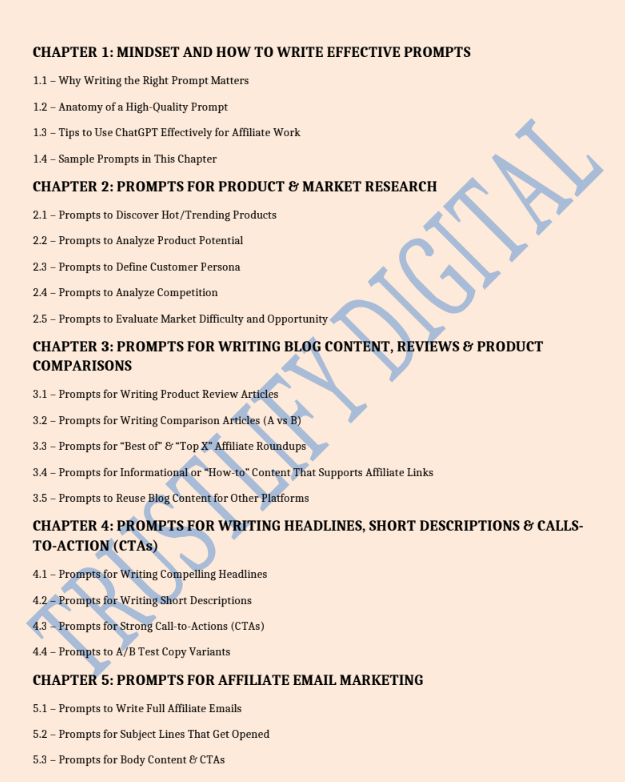 CHAPTER 1: MINDSET AND HOW TO WRITE EFFECTIVE PROMPTS
1.1 – Why Writing the Right Prompt Matters
1.2 – Anatomy of a High-Quality Prompt
1.3 – Tips to Use ChatGPT Effectively for Affiliate Work
1.4 – Sample Prompts in This Chapter
CHAPTER 2: PROMPTS FOR PRODUCT & MARKET RESEARCH
2.1 – Prompts to Discover Hot/Trending Products
2.2 – Prompts to Analyze Product Potential
2.3 – Prompts to Define Customer Persona
2.4 – Prompts to Analyze Competition
2.5 – Prompts to Evaluate Market Difficulty and Opportunity
CHAPTER 3: PROMPTS FOR WRITING BLOG CONTENT, REVIEWS & PRODUCT
COMPARISONS
3.1 – Prompts for Writing Product Review Articles
3.2 – Prompts for Writing Comparison Articles (A vs B)
3.3 – Prompts for “Best of” & “Top X” Affiliate Roundups
3.4 – Prompts for Informational or “How-to” Content That Supports Affiliate Links
3.5 – Prompts to Reuse Blog Content for Other Platforms
CHAPTER 4: PROMPTS FOR WRITING HEADLINES, SHORT DESCRIPTIONS & CALLS-
TO-ACTION (CTAs)
4.1 – Prompts for Writing Compelling Headlines
4.2 – Prompts for Writing Short Descriptions
4.3 – Prompts for Strong Call-to-Actions (CTAs)
4.4 – Prompts to A/B Test Copy Variants
CHAPTER 5: PROMPTS FOR AFFILIATE EMAIL MARKETING
5.1 – Prompts to Write Full Affiliate Emails
5.2 – Prompts for Subject Lines That Get Opened
5.3 – Prompts for Body Content & CTAs
TRUSTLIFY DIGITAL